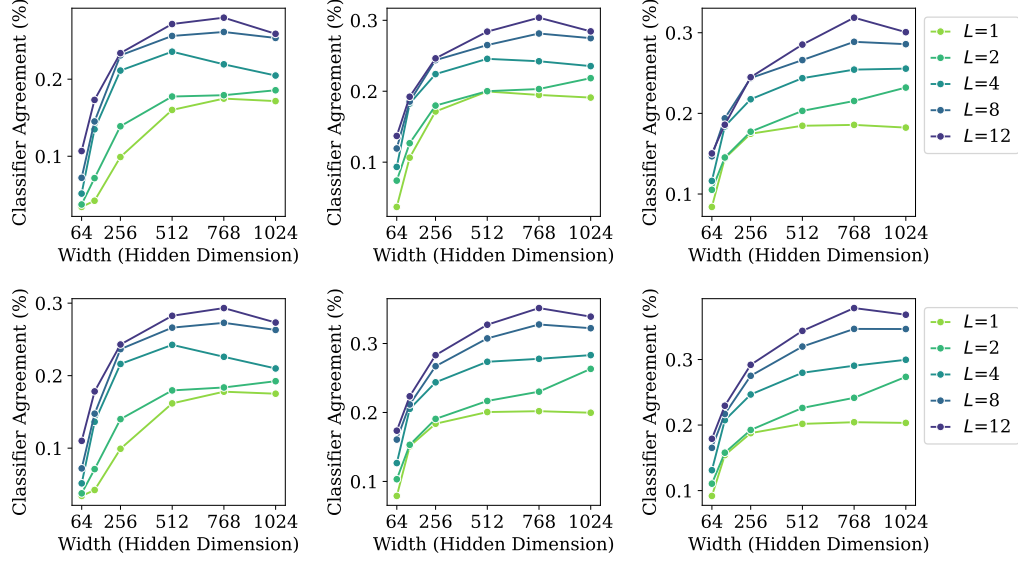 Classifier Agreement (%)
0.2
0.1
64 256 512 768 1024
Width (Hidden Dimension)
Classifier Agreement (%)
0.3
0.2
0.1
64 256 512 768 1024
Width (Hidden Dimension)
Classifier Agreement (%)
0.3
0.2
0.1
64 256 512 768 1024
Width (Hidden Dimension)
L=1
L=2
L=4
L=8
L=12
Classifier Agreement (%)
0.3
0.2
0.1
64 256 512 768 1024
Width (Hidden Dimension)
Classifier Agreement (%)
0.3
0.2
0.1
64 256 512 768 1024
Width (Hidden Dimension)
Classifier Agreement (%)
0.3
0.2
0.1
64 256 512 768 1024
Width (Hidden Dimension)
L=1
L=2
L=4
L=8
L=12